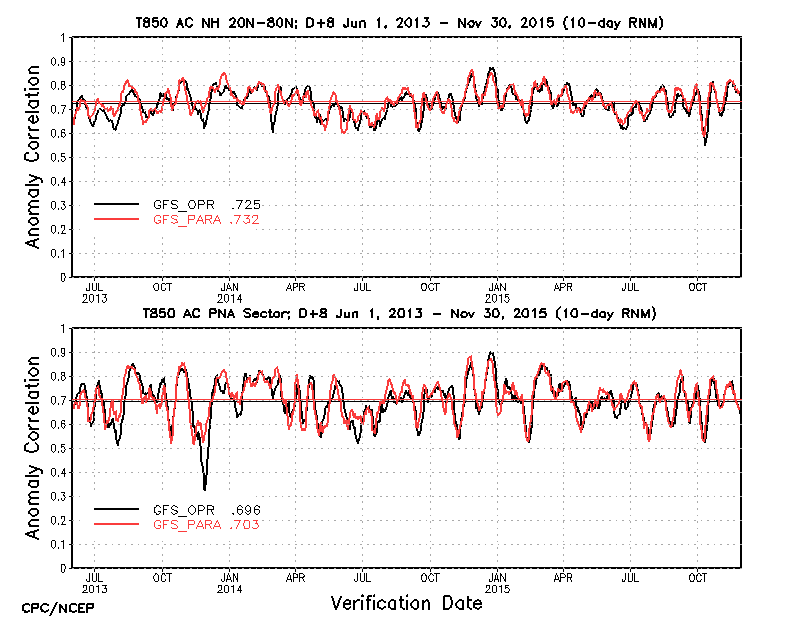 T850 AC NH 20N-80N; D+8 Jun 1, 2013 - Nov 30, 2015 (10-day RNM)
Anomaly Correlation
1
0.9
0.8
0.7
0.6
0.5
0.4
0.3
0.2
0.1
0
GFS_OPR .725
GFS_PARA .732
JUL OCT JAN APR JUL OCT JAN APR JUL OCT
2013 2014 2015
T850 AC PNA Sector; D+8 Jun 1, 2013 - Nov 30, 2015 (10-day RNM)
Anomaly Correlation
1
0.9
0.8
0.7
0.6
0.5
0.4
0.3
0.2
0.1
0
GFS_OPR .696
GFS_PARA .703
JUL OCT JAN APR JUL OCT JAN APR JUL OCT
2013 2014 2015
Verification Date
CPC/NCEP